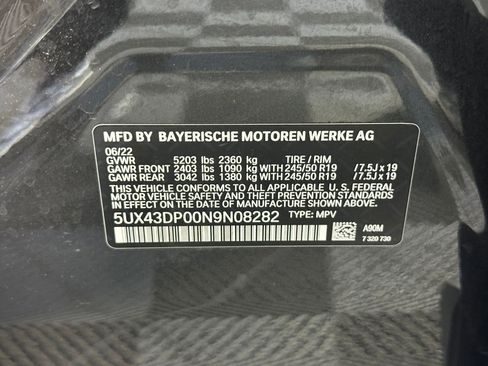 MFD BY BAYERISCHE MOTOREN WERKE AG
06/22
GVWR 5203 lbs 2360 kg TIRE / RIM
GAWR FRONT 2403 lbs 1090 kg WITH 245/50 R19 /7.5J x 19
GAWR REAR 3042 lbs 1380 kg WITH 245/50 R19 /7.5J x 19
THIS VEHICLE CONFORMS TO ALL APPLICABLE U. S. FEDERAL
MOTOR VEHICLE SAFETY AND THEFT PREVENTION STANDARDS
IN EFFECT ON THE DATE OF MANUFACTURE SHOWN ABOVE.
5UX43DP00N9N08282 TYPE: MPV
A90M
7 320 730